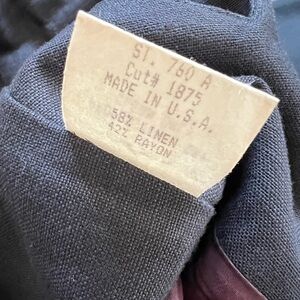 St. 760 A
Cut# 1875
MADE IN U.S.A.
58% LINEN
42% RAYON